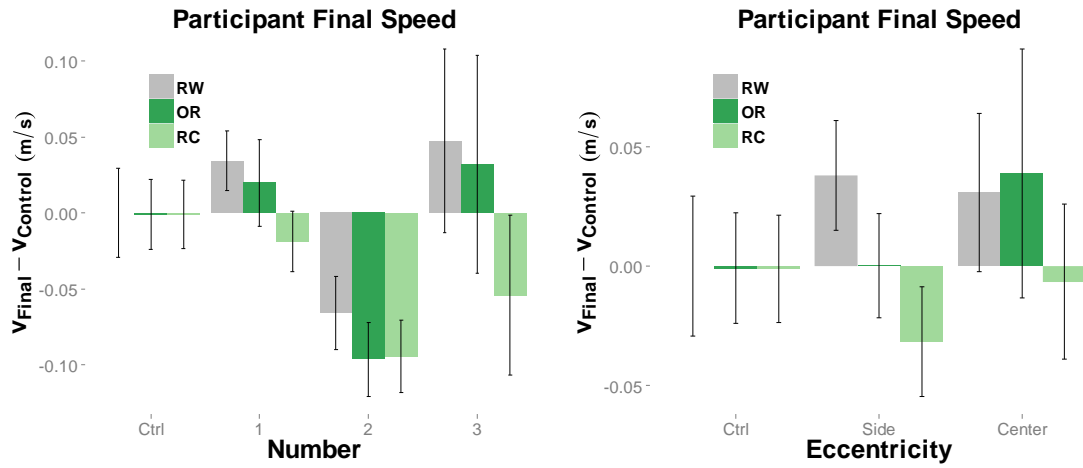 Participant Final Speed
RW
OR
RC
0.10
0.05
0.00
-0.05
-0.10
vFinal − vControl (m/s)
Ctrl 1 2 3
Number
Participant Final Speed
RW
OR
RC
0.05
0.00
-0.05
vFinal − vControl (m/s)
Ctrl Side Center
Eccentricity